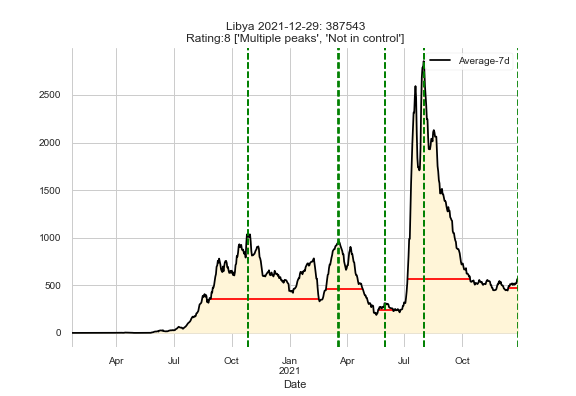 Libya 2021-12-29: 387543
Rating:8 ['Multiple peaks', 'Not in control']
Average-7d
2500
2000
1500
1000
500
0
Apr Jul Oct Jan Apr Jul Oct
2021
Date